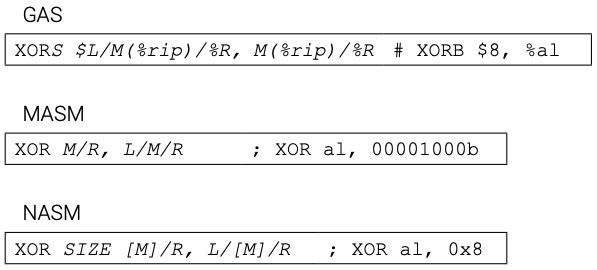 GAS
XORS $L/M(%rip)/%R, M(%rip)/%R # XORB $8, %al
MASM
XOR M/R, L/M/R ; XOR al, 00001000b
NASM
XOR SIZE [M]/R, L/[M]/R ; XOR al, 0x8